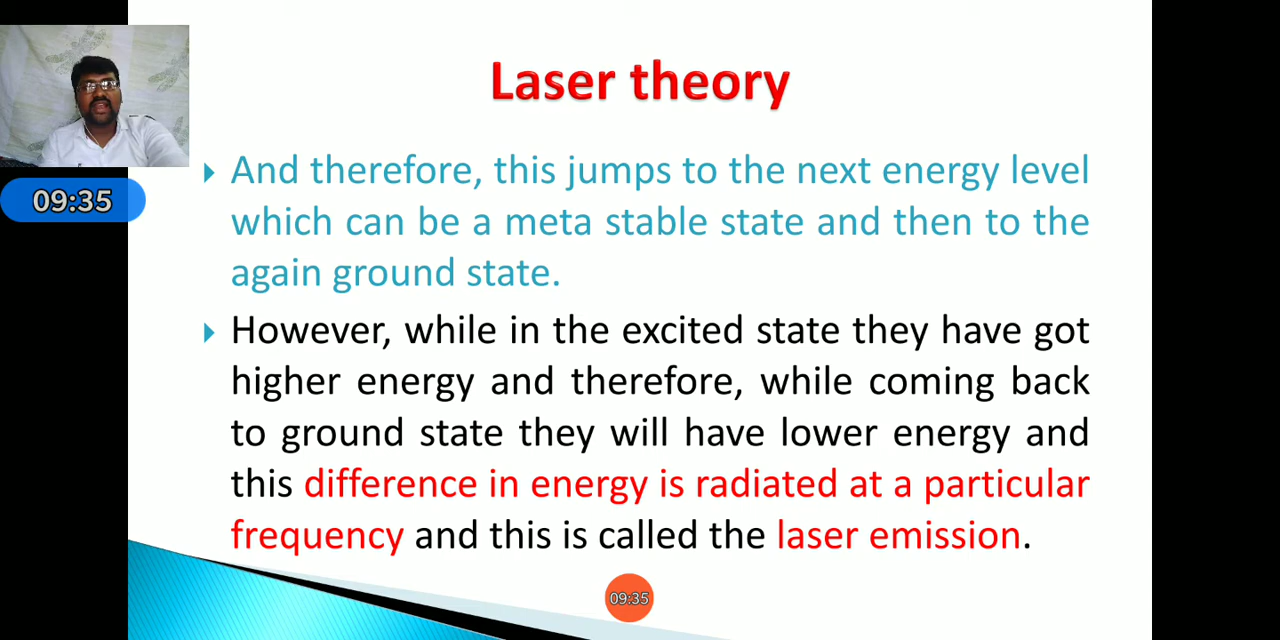 Laser theory
And therefore, this jumps to the next energy level
which can be a meta stable state and then to the
again ground state.
09:35
However, while in the excited state they have got
higher energy and therefore, while coming back
to ground state they will have lower energy and
this difference in energy is radiated at a particular
frequency and this is called the laser emission.
09:35